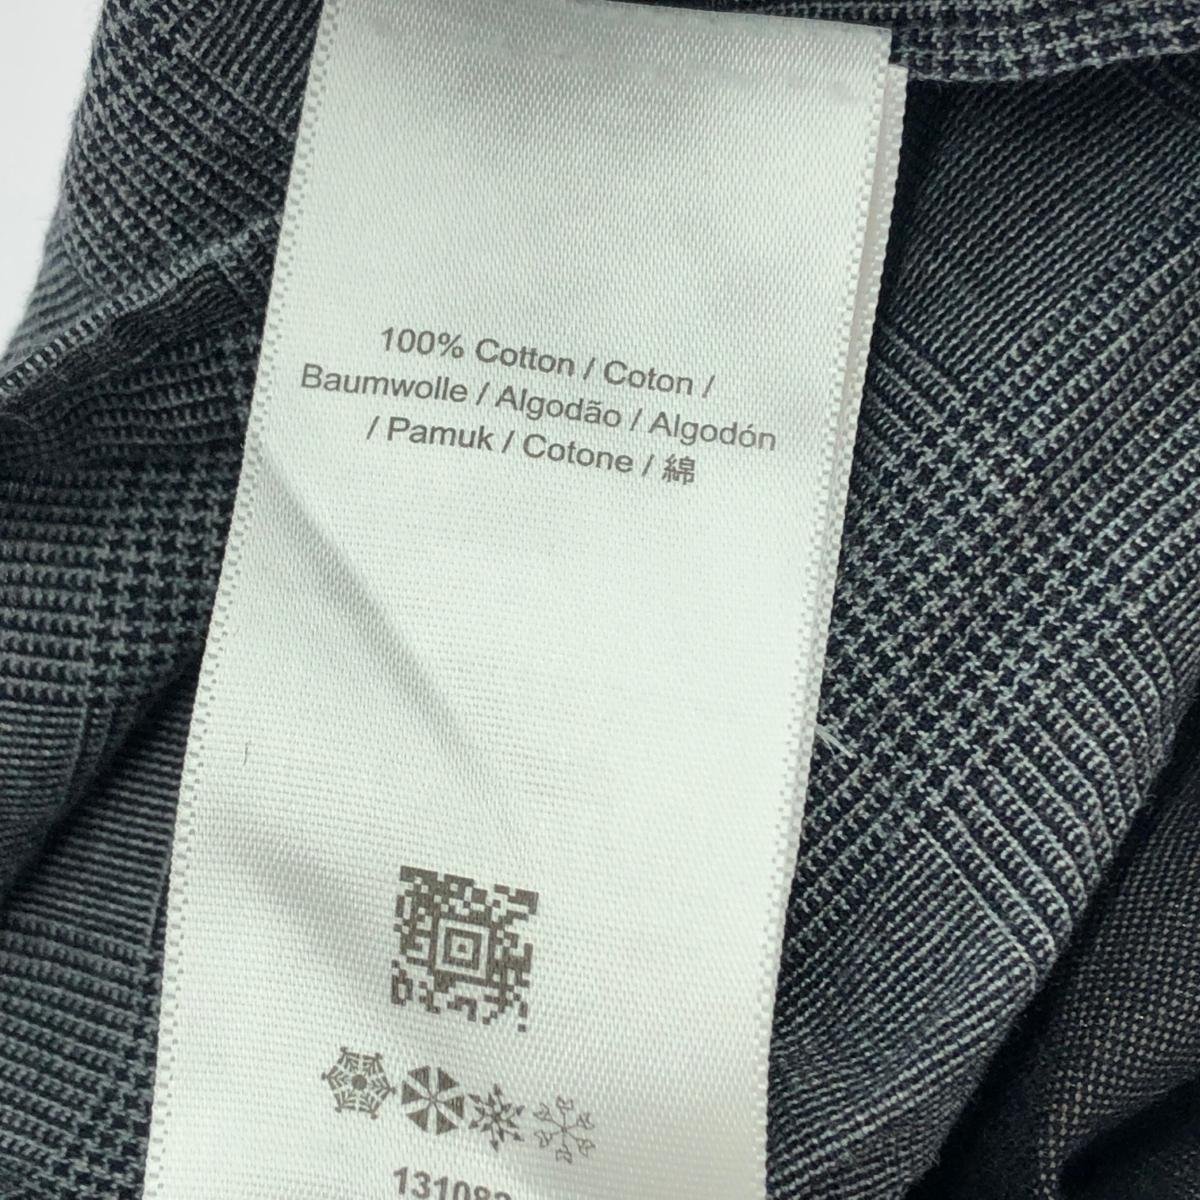 100% Cotton / Coton /
Baumwolle / Algodão / Algodón
/ Pamuk / Cotone / 綿